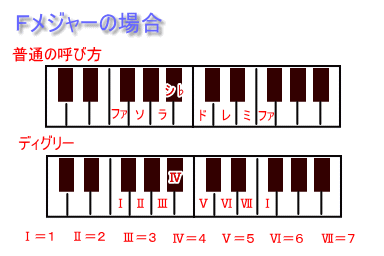 Fメジャーの場合
普通の呼び方
シ♭
ファ ソ ラ ド レ ミ ファ
ディグリー
Ⅳ
Ⅰ Ⅱ Ⅲ Ⅴ Ⅵ Ⅶ Ⅰ
Ⅰ=1 Ⅱ=2 Ⅲ=3 Ⅳ=4 Ⅴ=5 Ⅵ=6 Ⅶ=7